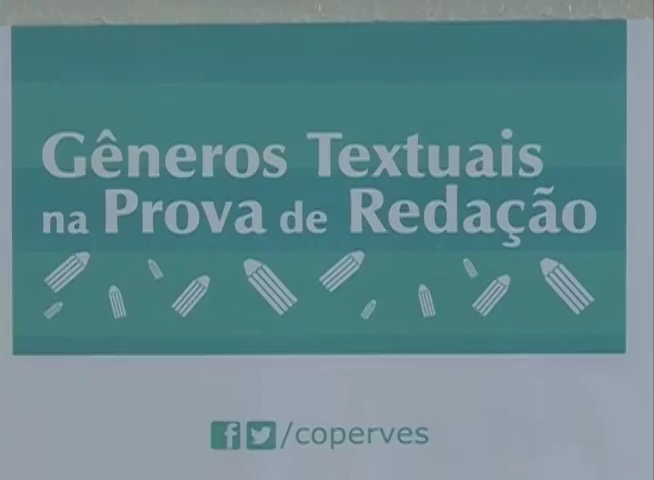 Gêneros Textuais
na Prova de Redação
/coperves